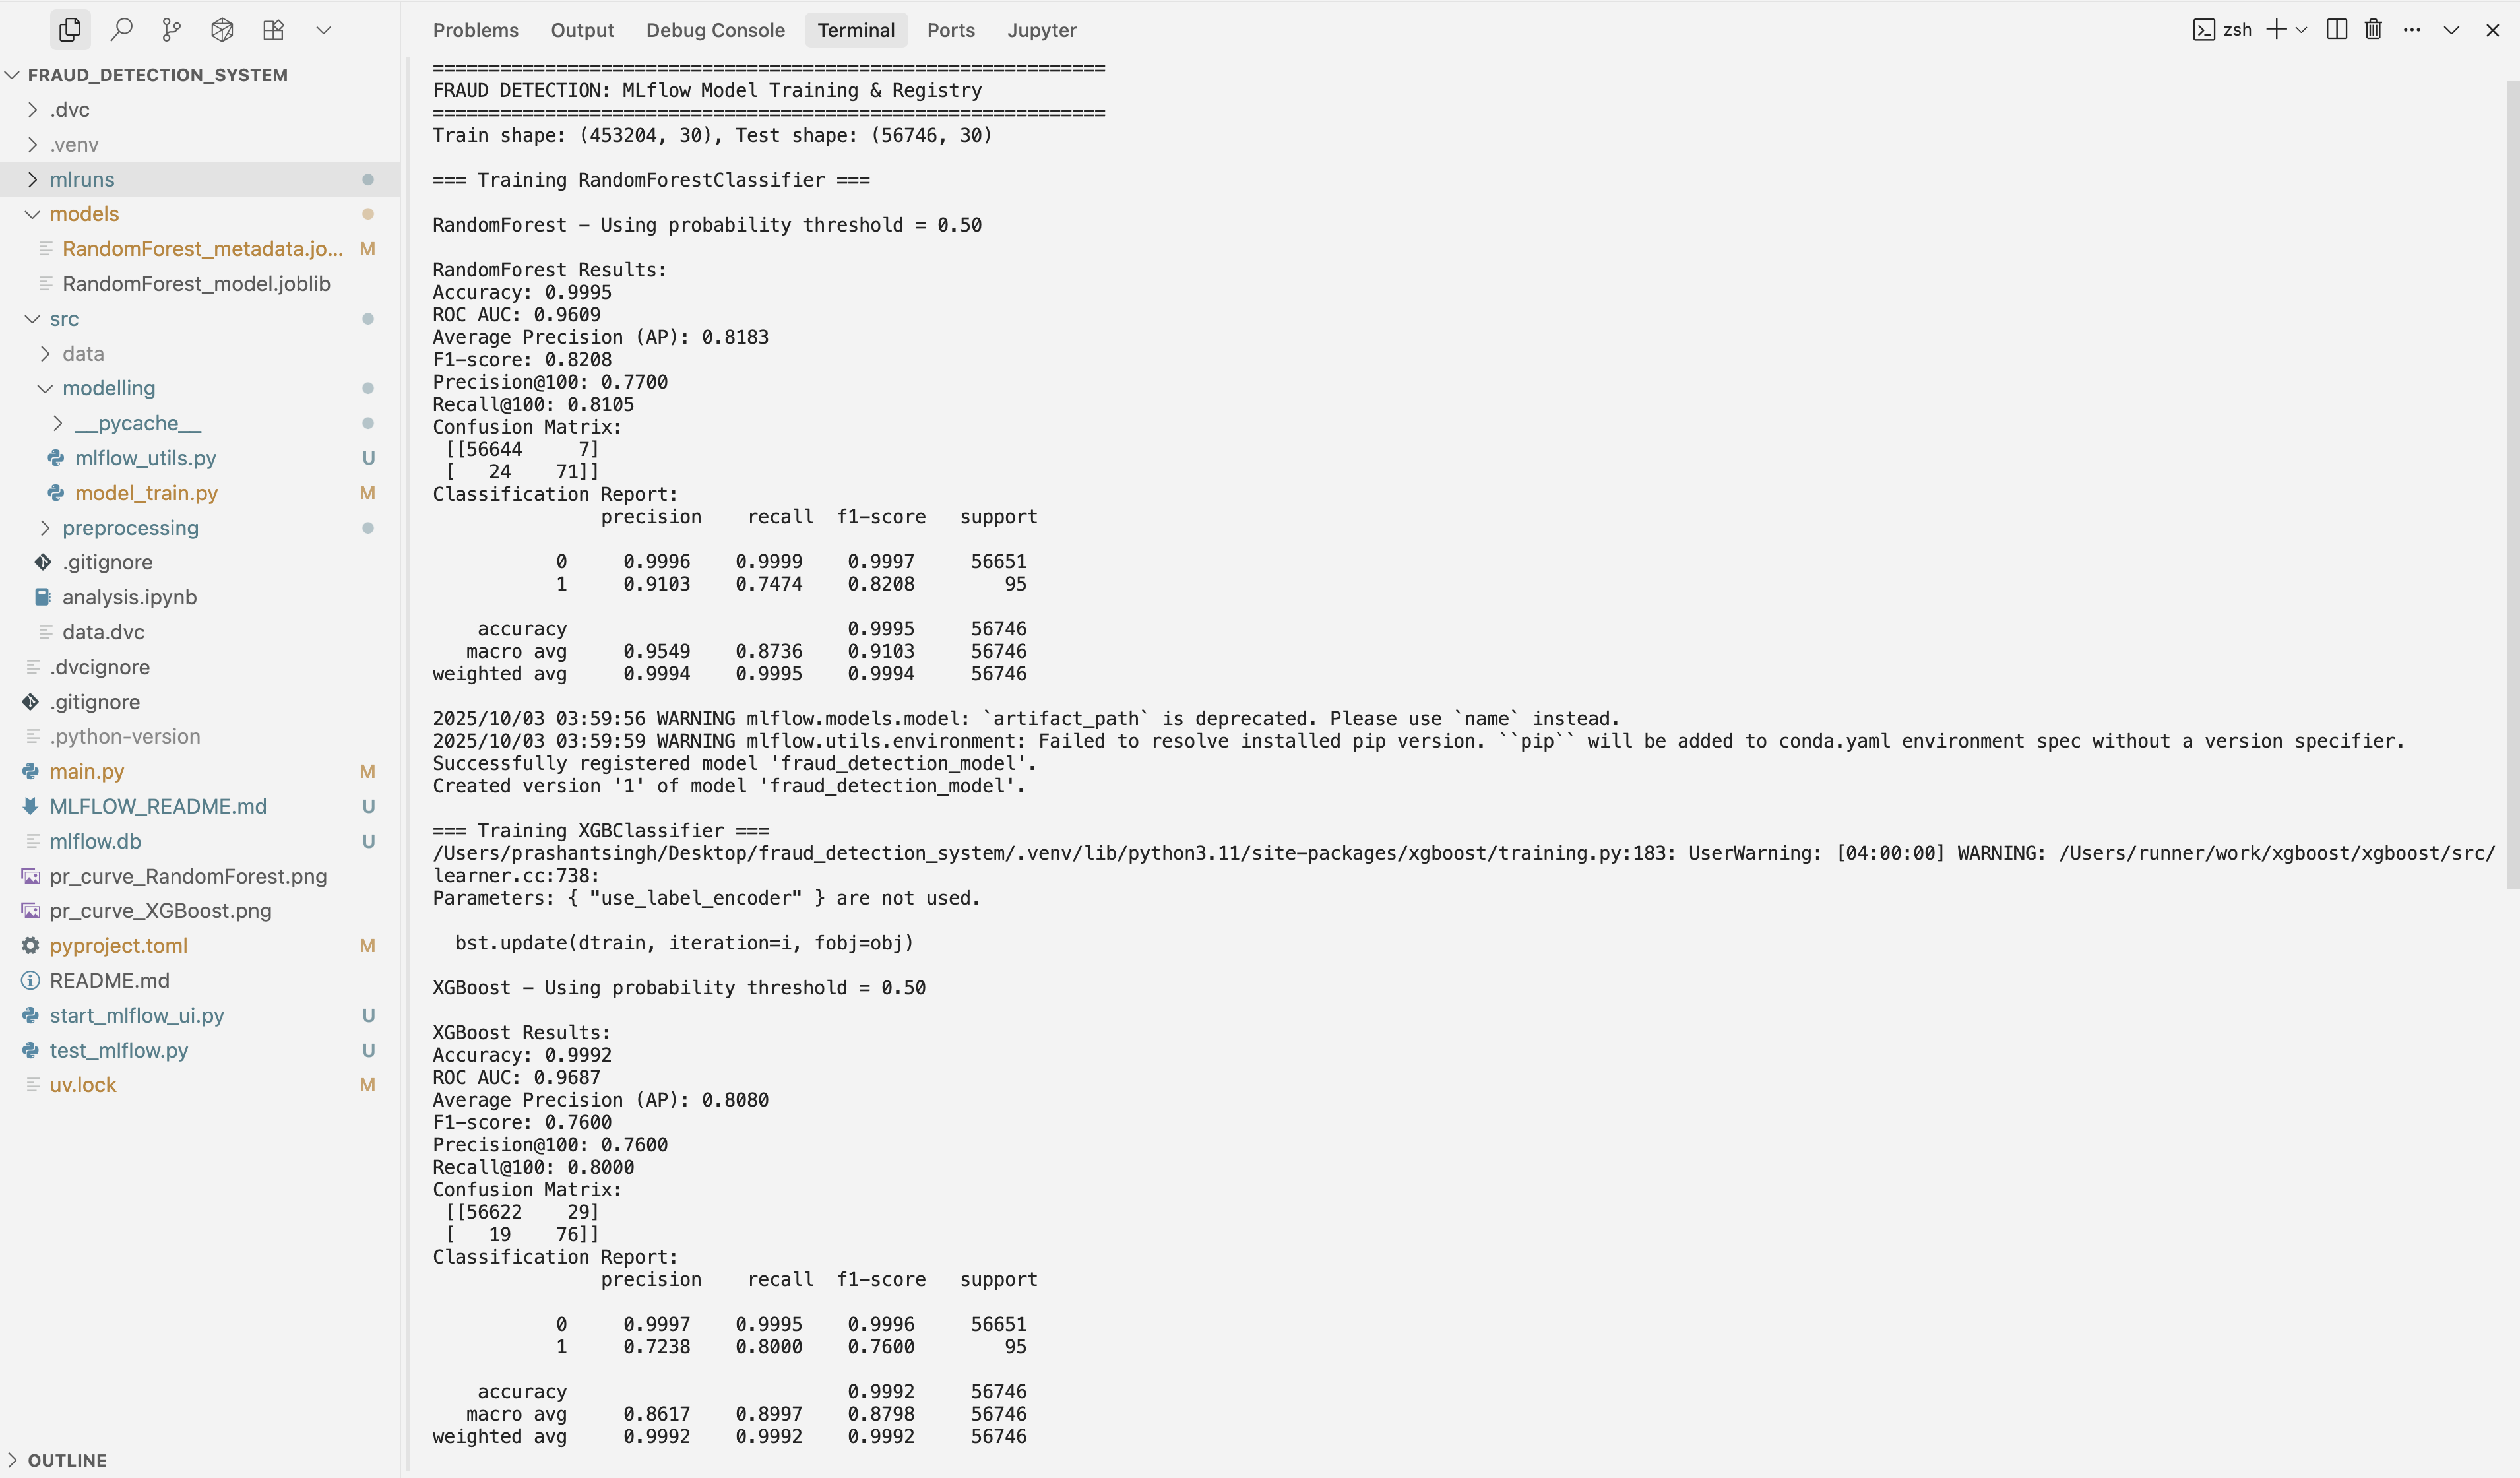 Problems Output Debug Console Terminal Ports Jupyter zsh
FRAUD_DETECTION_SYSTEM
.dvc
.venv
mlruns
models
RandomForest_metadata.jo... M
RandomForest_model.joblib
src
data
modelling
__pycache__
mlflow_utils.py U
model_train.py M
preprocessing
.gitignore
analysis.ipynb
data.dvc
.dvcignore
.gitignore
.python-version
main.py M
MLFLOW_README.md U
mlflow.db U
pr_curve_RandomForest.png
pr_curve_XGBoost.png
pyproject.toml M
README.md
start_mlflow_ui.py U
test_mlflow.py U
uv.lock M
OUTLINE
============================================================
FRAUD DETECTION: MLflow Model Training & Registry
============================================================
Train shape: (453204, 30), Test shape: (56746, 30)
=== Training RandomForestClassifier ===
RandomForest – Using probability threshold = 0.50
RandomForest Results:
Accuracy: 0.9995
ROC AUC: 0.9609
Average Precision (AP): 0.8183
F1-score: 0.8208
Precision@100: 0.7700
Recall@100: 0.8105
Confusion Matrix:
[[56644 7]
[ 24 71]]
Classification Report:
precision recall f1-score support
0 0.9996 0.9999 0.9997 56651
1 0.9103 0.7474 0.8208 95
accuracy 0.9995 56746
macro avg 0.9549 0.8736 0.9103 56746
weighted avg 0.9994 0.9995 0.9994 56746
2025/10/03 03:59:56 WARNING mlflow.models.model: `artifact_path` is deprecated. Please use `name` instead.
2025/10/03 03:59:59 WARNING mlflow.utils.environment: Failed to resolve installed pip version. ``pip`` will be added to conda.yaml environment spec without a version specifier.
Successfully registered model 'fraud_detection_model'.
Created version '1' of model 'fraud_detection_model'.
=== Training XGBClassifier ===
/Users/prashantsingh/Desktop/fraud_detection_system/.venv/lib/python3.11/site-packages/xgboost/training.py:183: UserWarning: [04:00:00] WARNING: /Users/runner/work/xgboost/xgboost/src/
learner.cc:738:
Parameters: { "use_label_encoder" } are not used.
bst.update(dtrain, iteration=i, fobj=obj)
XGBoost – Using probability threshold = 0.50
XGBoost Results:
Accuracy: 0.9992
ROC AUC: 0.9687
Average Precision (AP): 0.8080
F1-score: 0.7600
Precision@100: 0.7600
Recall@100: 0.8000
Confusion Matrix:
[[56622 29]
[ 19 76]]
Classification Report:
precision recall f1-score support
0 0.9997 0.9995 0.9996 56651
1 0.7238 0.8000 0.7600 95
accuracy 0.9992 56746
macro avg 0.8617 0.8997 0.8798 56746
weighted avg 0.9992 0.9992 0.9992 56746